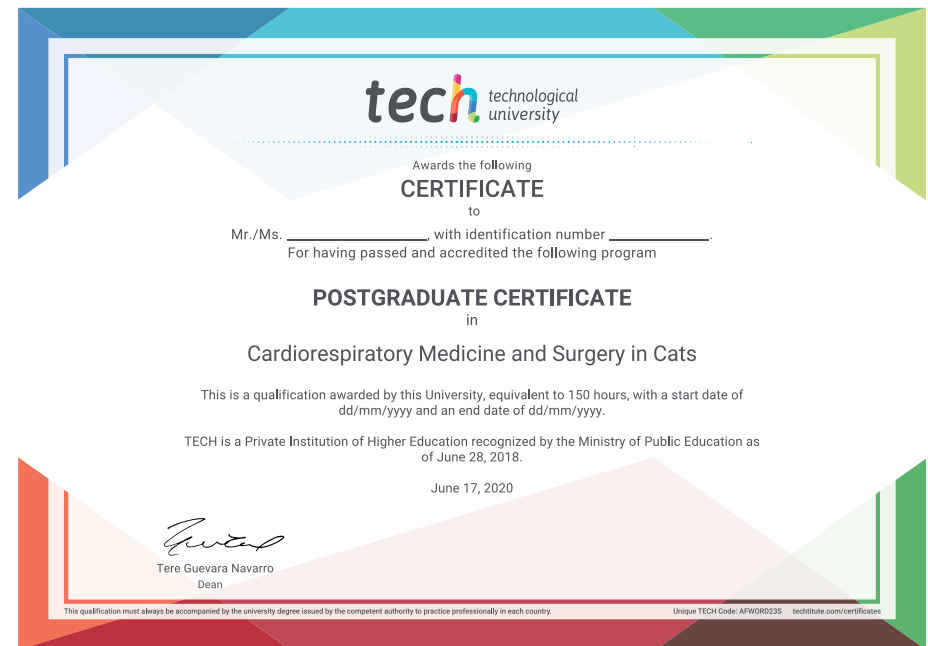 tech technological
university
Awards the following
CERTIFICATE
to
Mr./Ms. ____________________, with identification number ______________.
For having passed and accredited the following program
POSTGRADUATE CERTIFICATE
in
Cardiorespiratory Medicine and Surgery in Cats
This is a qualification awarded by this University, equivalent to 150 hours, with a start date of
dd/mm/yyyy and an end date of dd/mm/yyyy.
TECH is a Private Institution of Higher Education recognized by the Ministry of Public Education as
of June 28, 2018.
June 17, 2020
Tere Guevara Navarro
Dean
This qualification must always be accompanied by the university degree issued by the competent authority to practice professionally in each country.
Unique TECH Code: AFWORD23S techtitute.com/certificates